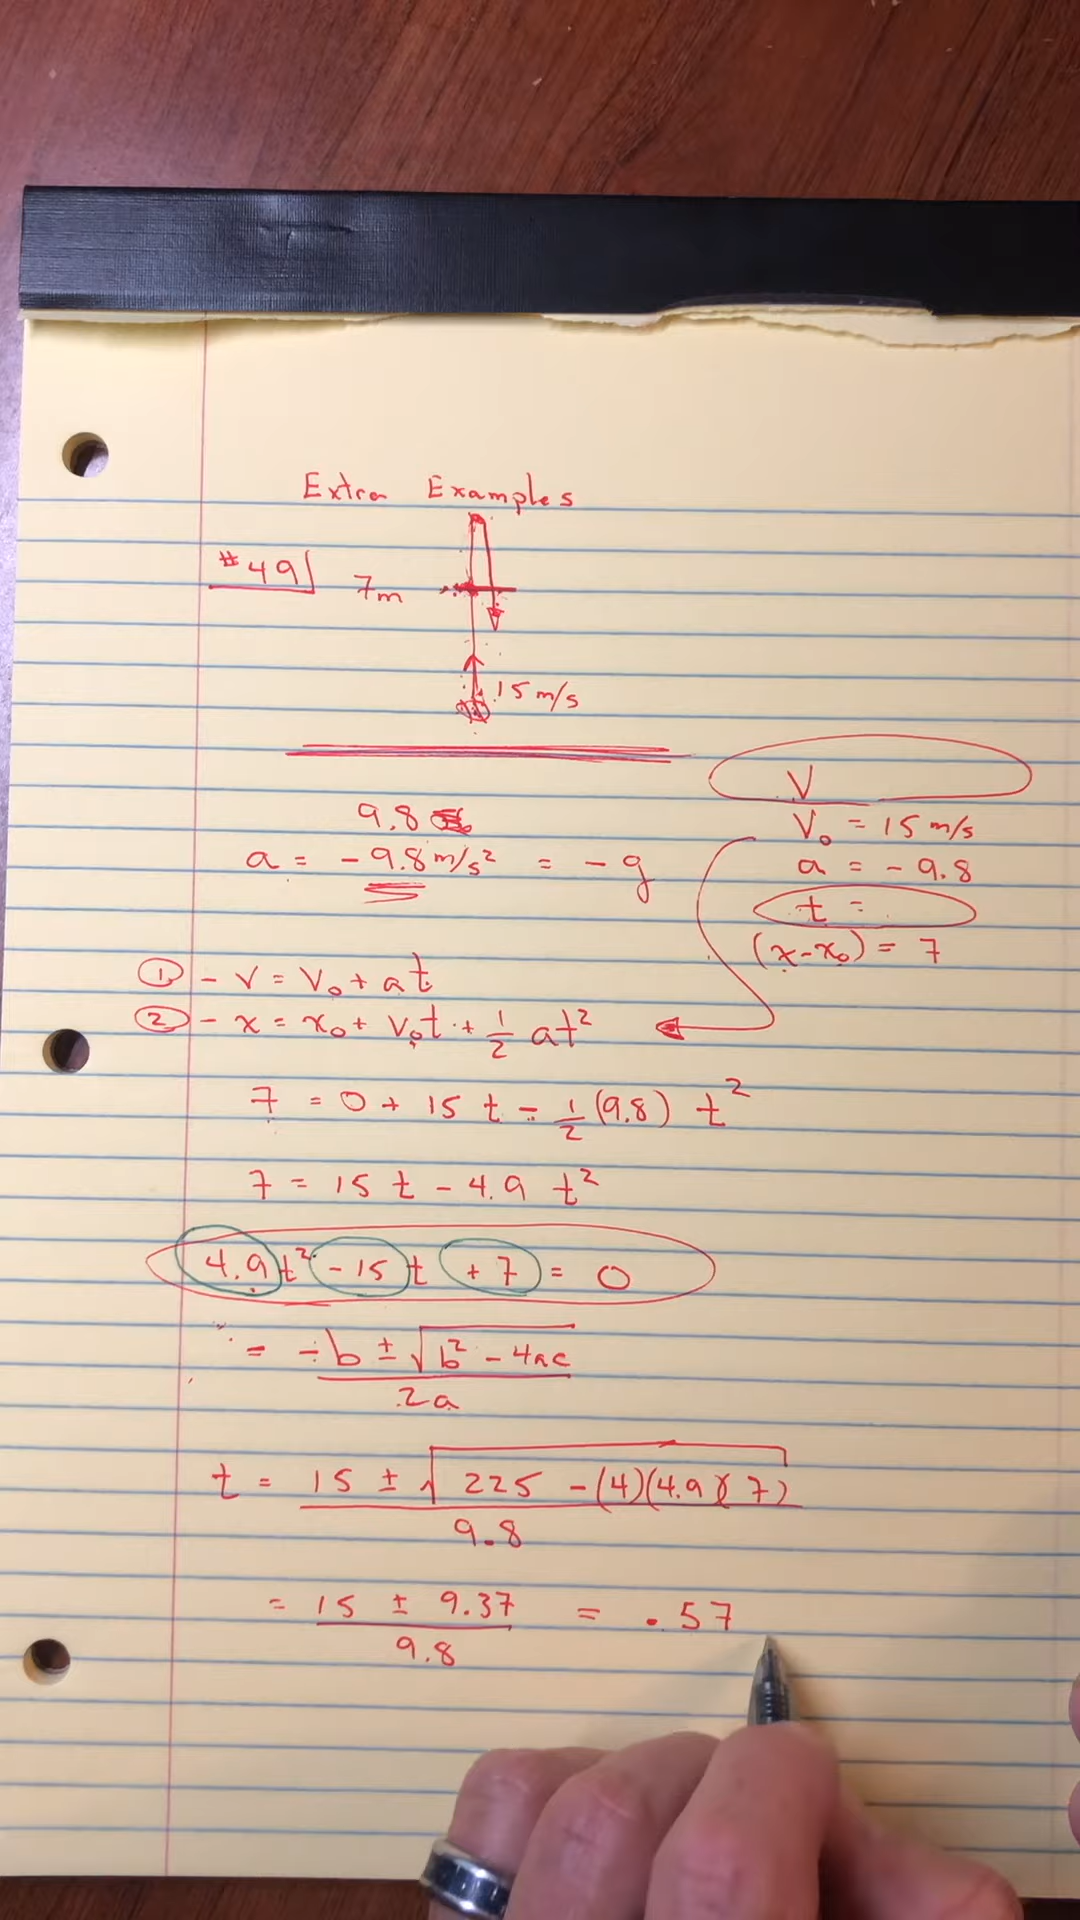 Extra Examples
#49
7m
15 m/s
V
V₀ = 15 m/s
a = - 9.8
t =
(x-x₀) = 7
9.8
a = - 9.8 m/s² = - g
① - V = V₀ + at
② - x = x₀ + V₀t + 1/2 at²
7 = 0 + 15 t - 1/2 (9.8) t²
7 = 15 t - 4.9 t²
4.9t² - 15t + 7 = 0
= -b ± √(b² - 4ac) / 2a
t = 15 ± √(225 - (4)(4.9)(7)) / 9.8
= 15 ± 9.37 / 9.8 = .57